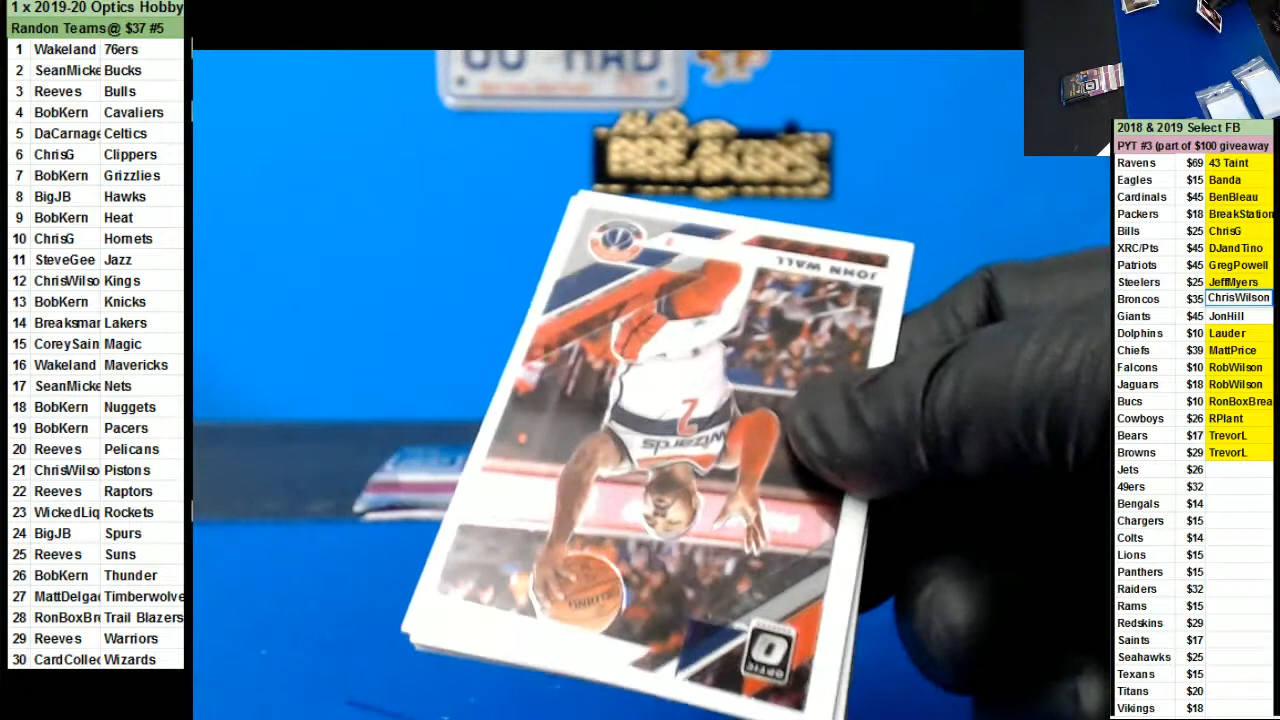 1 x 2019-20 Optics Hobby
Randon Teams@ $37 #5
1 Wakeland 76ers
2 SeanMicke Bucks
3 Reeves Bulls
4 BobKern Cavaliers
5 DaCarnage Celtics
6 ChrisG Clippers
7 BobKern Grizzlies
8 BigJB Hawks
9 BobKern Heat
10 ChrisG Hornets
11 SteveGee Jazz
12 ChrisWilso Kings
13 BobKern Knicks
14 Breaksmar Lakers
15 CoreySain Magic
16 Wakeland Mavericks
17 SeanMicke Nets
18 BobKern Nuggets
19 BobKern Pacers
20 Reeves Pelicans
21 ChrisWilso Pistons
22 Reeves Raptors
23 WickedLiq Rockets
24 BigJB Spurs
25 Reeves Suns
26 BobKern Thunder
27 MattDelga Timberwolve
28 RonBoxBr Trail Blazers
29 Reeves Warriors
30 CardCollec Wizards
BREAKERS
JOHN WALL
2
Wizards
OPTIC
2018 & 2019 Select FB
PYT #3 (part of $100 giveaway
Ravens $69 43 Taint
Eagles $15 Banda
Cardinals $45 BenBleau
Packers $18 BreakStation
Bills $25 ChrisG
XRC/Pts $45 DJandTino
Patriots $45 GregPowell
Steelers $25 JeffMyers
Broncos $35 ChrisWilson
Giants $45 JonHill
Dolphins $10 Lauder
Chiefs $39 MattPrice
Falcons $10 RobWilson
Jaguars $18 RobWilson
Bucs $10 RonBoxBrea
Cowboys $26 RPlant
Bears $17 TrevorL
Browns $29 TrevorL
Jets $26
49ers $32
Bengals $14
Chargers $15
Colts $14
Lions $15
Panthers $15
Raiders $32
Rams $15
Redskins $29
Saints $17
Seahawks $25
Texans $15
Titans $20
Vikings $18